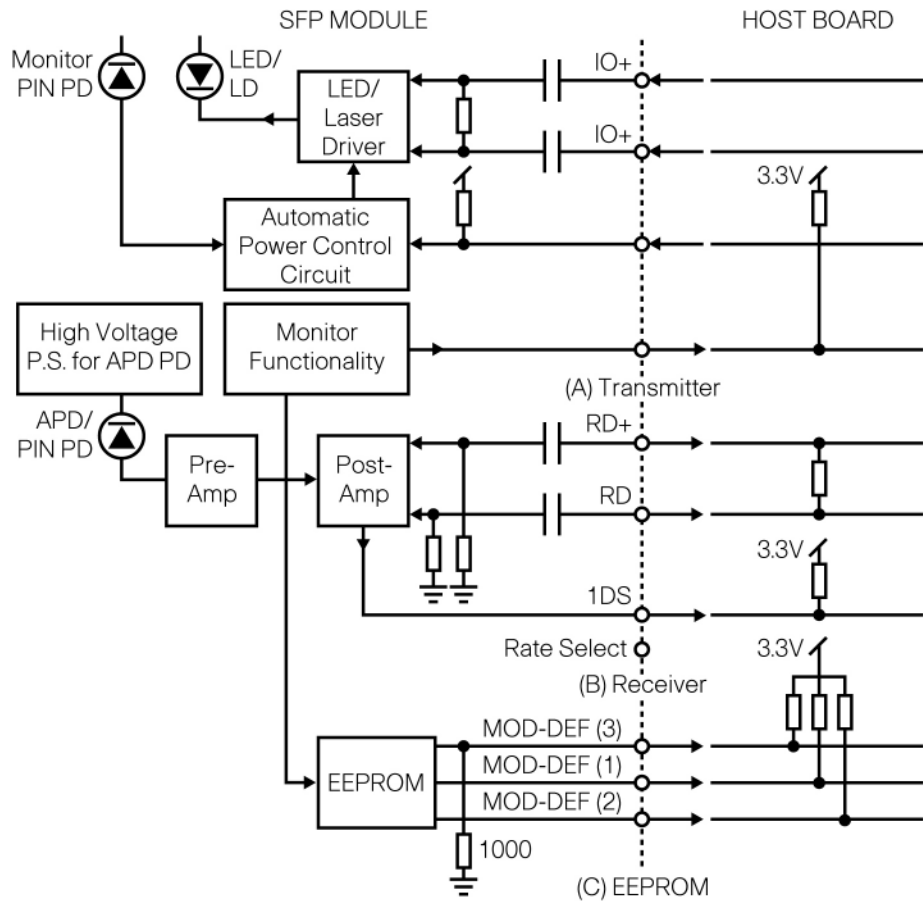 SFP MODULE
HOST BOARD
Monitor
PIN PD
LED/
LD
LED/
Laser
Driver
IO+
IO+
3.3V
Automatic
Power Control
Circuit
High Voltage
P.S. for APD PD
Monitor
Functionality
(A) Transmitter
APD/
PIN PD
Pre-
Amp
Post-
Amp
RD+
RD
3.3V
1DS
Rate Select
3.3V
(B) Receiver
MOD-DEF (3)
EEPROM
MOD-DEF (1)
MOD-DEF (2)
1000
(C) EEPROM